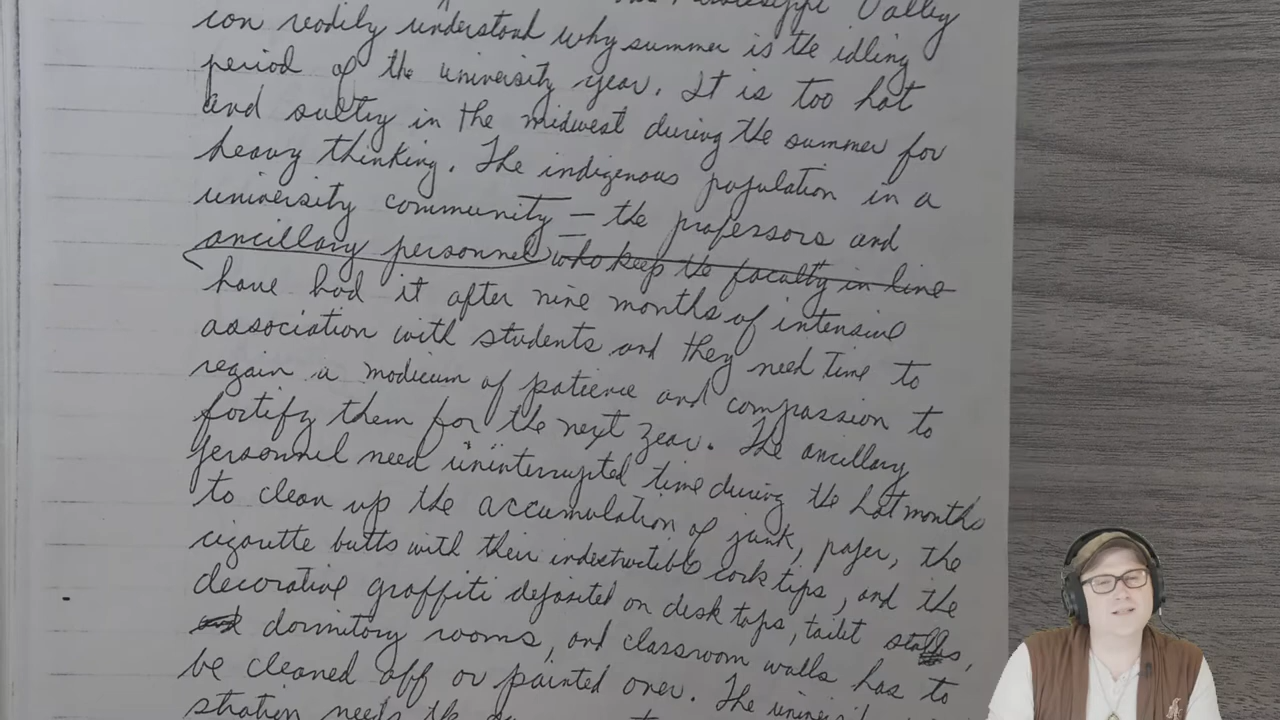 Valley
can readily understand why summer is the idling
period of the university year. It is too hot
and sultry in the midwest during the summer for
heavy thinking. The indigenous population in a
university community — the professors and
ancillary personnel who keep the faculty in line
have had it after nine months of intensive
association with students and they need time to
regain a modicum of patience and compassion to
fortify them for the next year. The ancillary
personnel need uninterrupted time during the hot months
to clean up the accumulation of junk, paper, the
cigarette butts with their indestructible cork tips, and the
decorative graffiti deposited on desk tops, toilet stalls,
and dormitory rooms, and classroom walls has to
be cleaned off or painted over. The
needs the